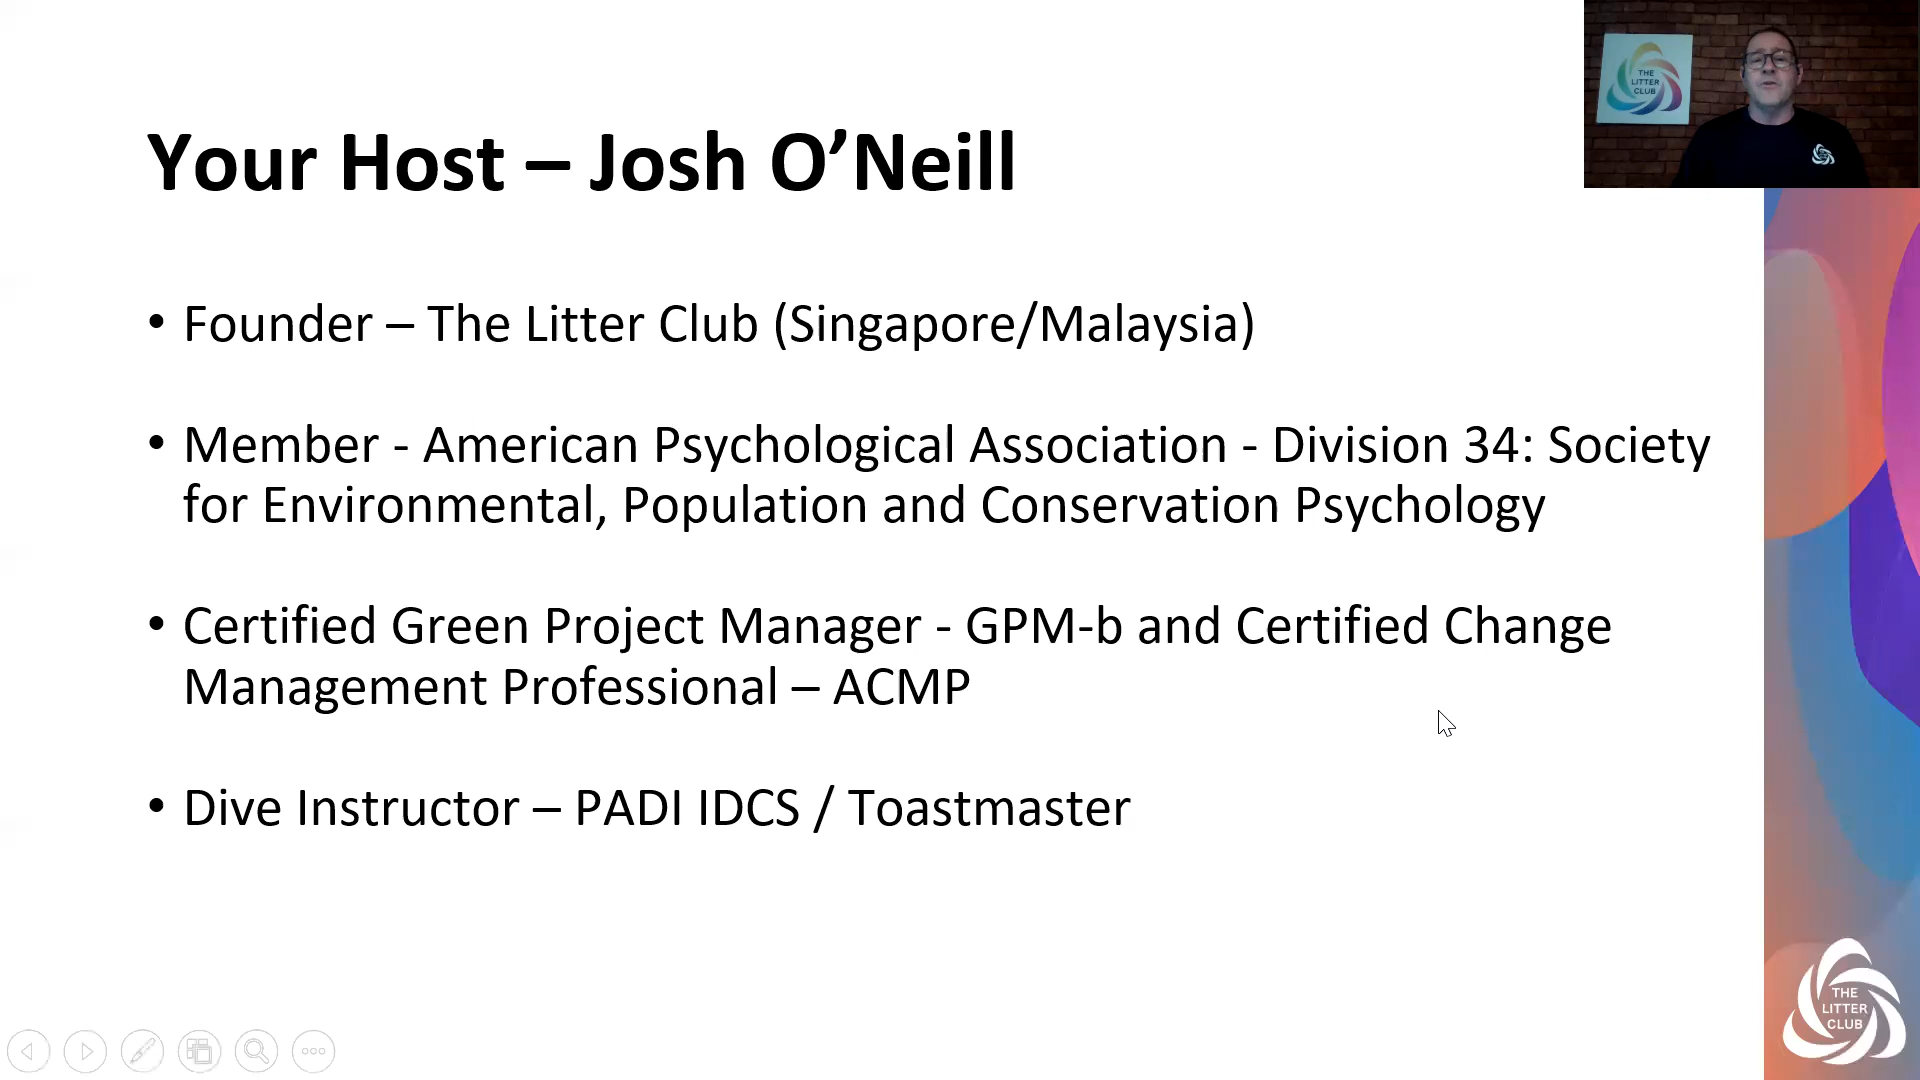 Your Host – Josh O’Neill
• Founder – The Litter Club (Singapore/Malaysia)
• Member - American Psychological Association - Division 34: Society
for Environmental, Population and Conservation Psychology
• Certified Green Project Manager - GPM-b and Certified Change
Management Professional – ACMP
• Dive Instructor – PADI IDCS / Toastmaster
THE
LITTER
CLUB
THE
LITTER
CLUB